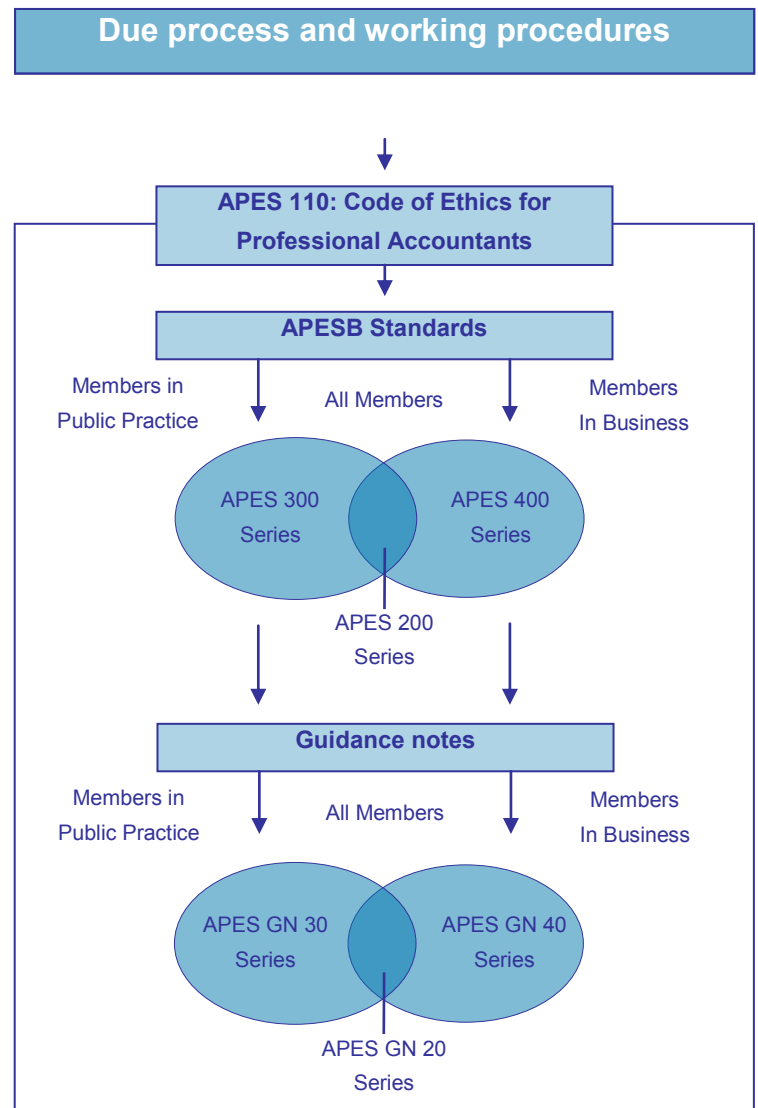 Due process and working procedures
APES 110: Code of Ethics for
Professional Accountants
APESB Standards
Members in
Public Practice
All Members
Members
In Business
APES 300
Series
APES 400
Series
APES 200
Series
Guidance notes
Members in
Public Practice
All Members
Members
In Business
APES GN 30
Series
APES GN 40
Series
APES GN 20
Series